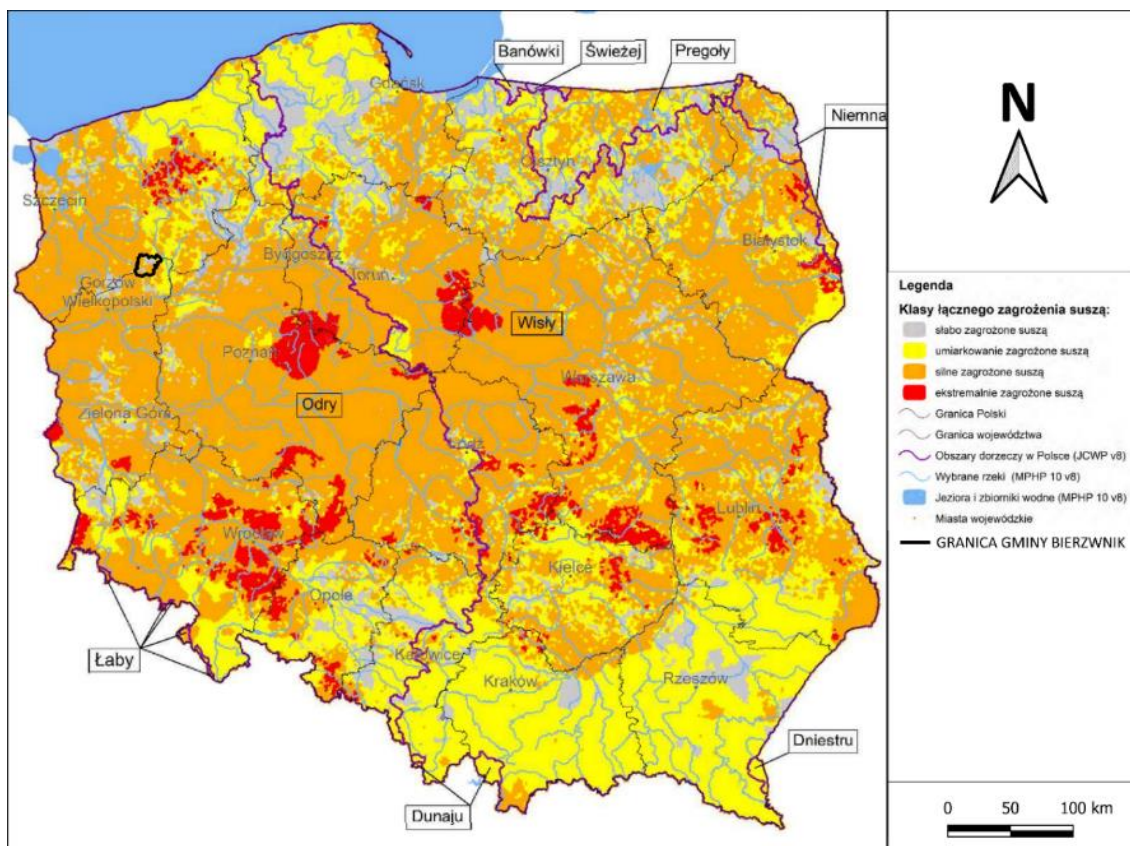 Banówki
Świeżej
Pregoły
Gdańsk
Niemna
Olsztyn
Szczecin
Białystok
Bydgoszcz
Toruń
Gorzów
Wielkopolski
Wisły
Poznań
Warszawa
Odry
Zielona Góra
Łódź
Lublin
Wrocław
Kielce
Opole
Łaby
Katowice
Kraków
Rzeszów
Dniestru
Dunaju
N
Legenda
Klasy łącznego zagrożenia suszą:
słabo zagrożone suszą
umiarkowanie zagrożone suszą
silne zagrożone suszą
ekstremalnie zagrożone suszą
Granica Polski
Granica województwa
Obszary dorzeczy w Polsce (JCWP v8)
Wybrane rzeki (MPHP 10 v8)
Jeziora i zbiorniki wodne (MPHP 10 v8)
Miasta wojewódzkie
GRANICA GMINY BIERZWNIK
0 50 100 km